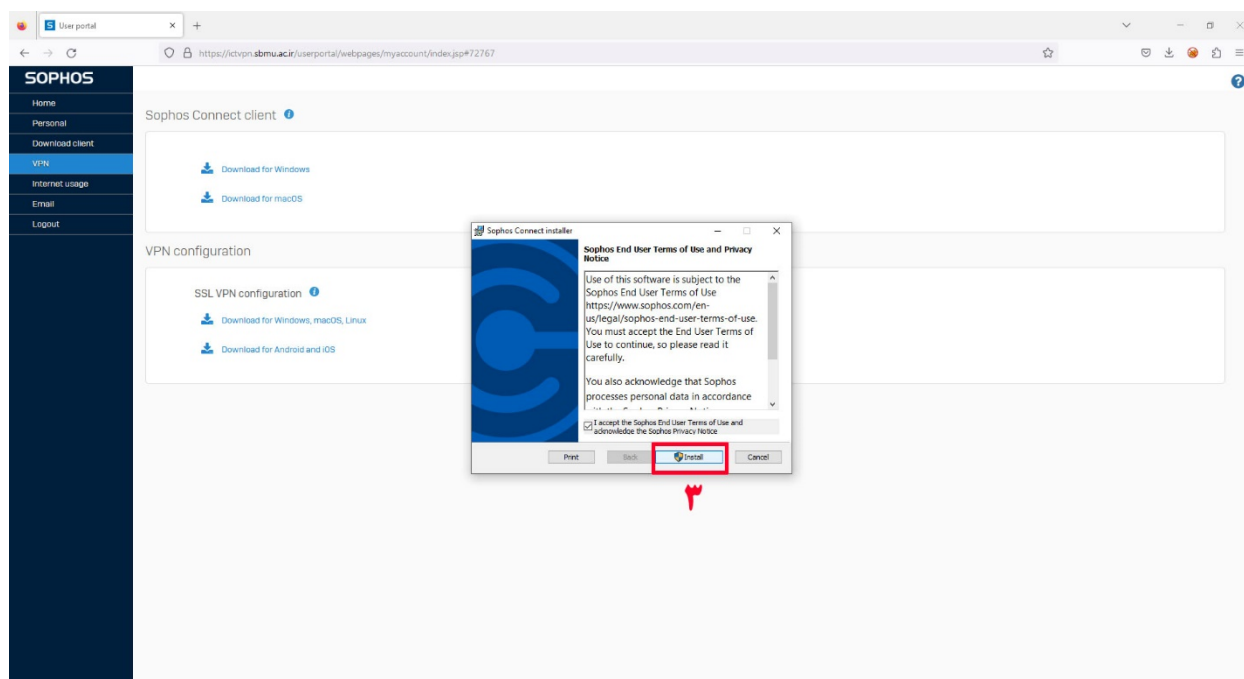 User portal
https://ictvpn.sbmu.ac.ir/userportal/webpages/myaccount/index.jsp#72767
SOPHOS
Home
Personal
Download client
VPN
Internet usage
Email
Logout
Sophos Connect client
Download for Windows
Download for macOS
VPN configuration
SSL VPN configuration
Download for Windows, macOS, Linux
Download for Android and iOS
Sophos Connect installer
Sophos End User Terms of Use and Privacy
Notice
Use of this software is subject to the
Sophos End User Terms of Use
https://www.sophos.com/en-
us/legal/sophos-end-user-terms-of-use.
You must accept the End User Terms of
Use to continue, so please read it
carefully.
You also acknowledge that Sophos
processes personal data in accordance
I accept the Sophos End User Terms of Use and
acknowledge the Sophos Privacy Notice
Print
Back
Install
Cancel
۳